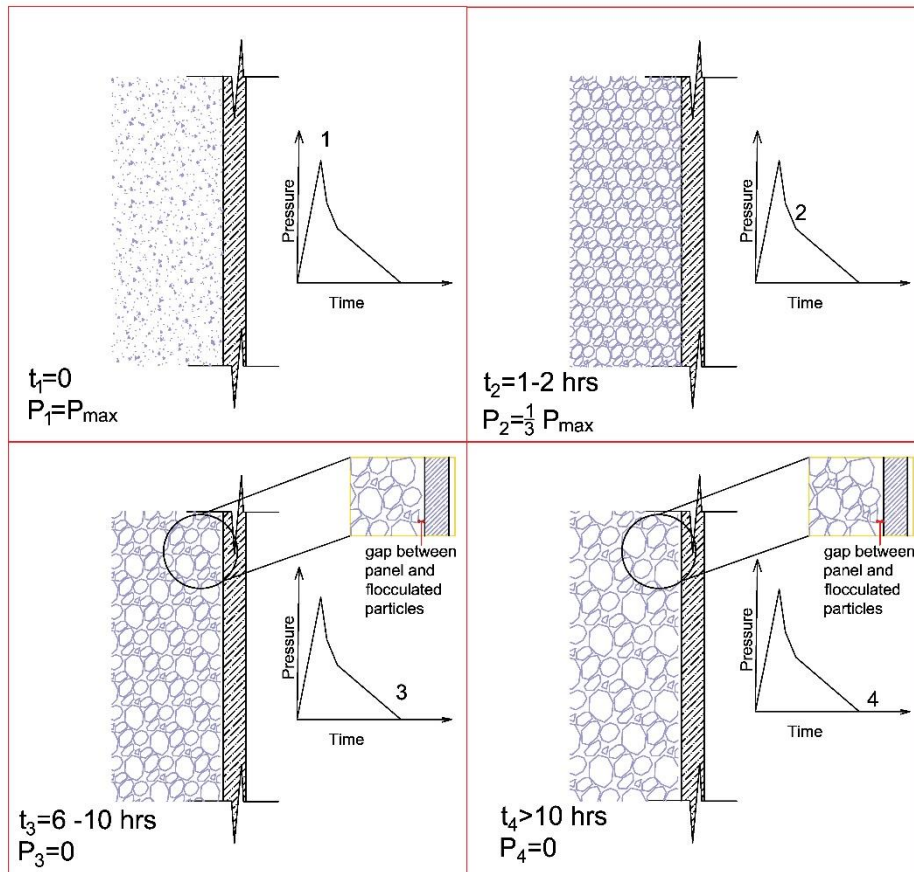 1
Pressure
Time
t₁=0
P₁=Pmax
2
Pressure
Time
t₂=1-2 hrs
P₂=⅓ Pmax
gap between
panel and
flocculated
particles
3
Pressure
Time
t₃=6 -10 hrs
P₃=0
gap between
panel and
flocculated
particles
4
Pressure
Time
t₄>10 hrs
P₄=0